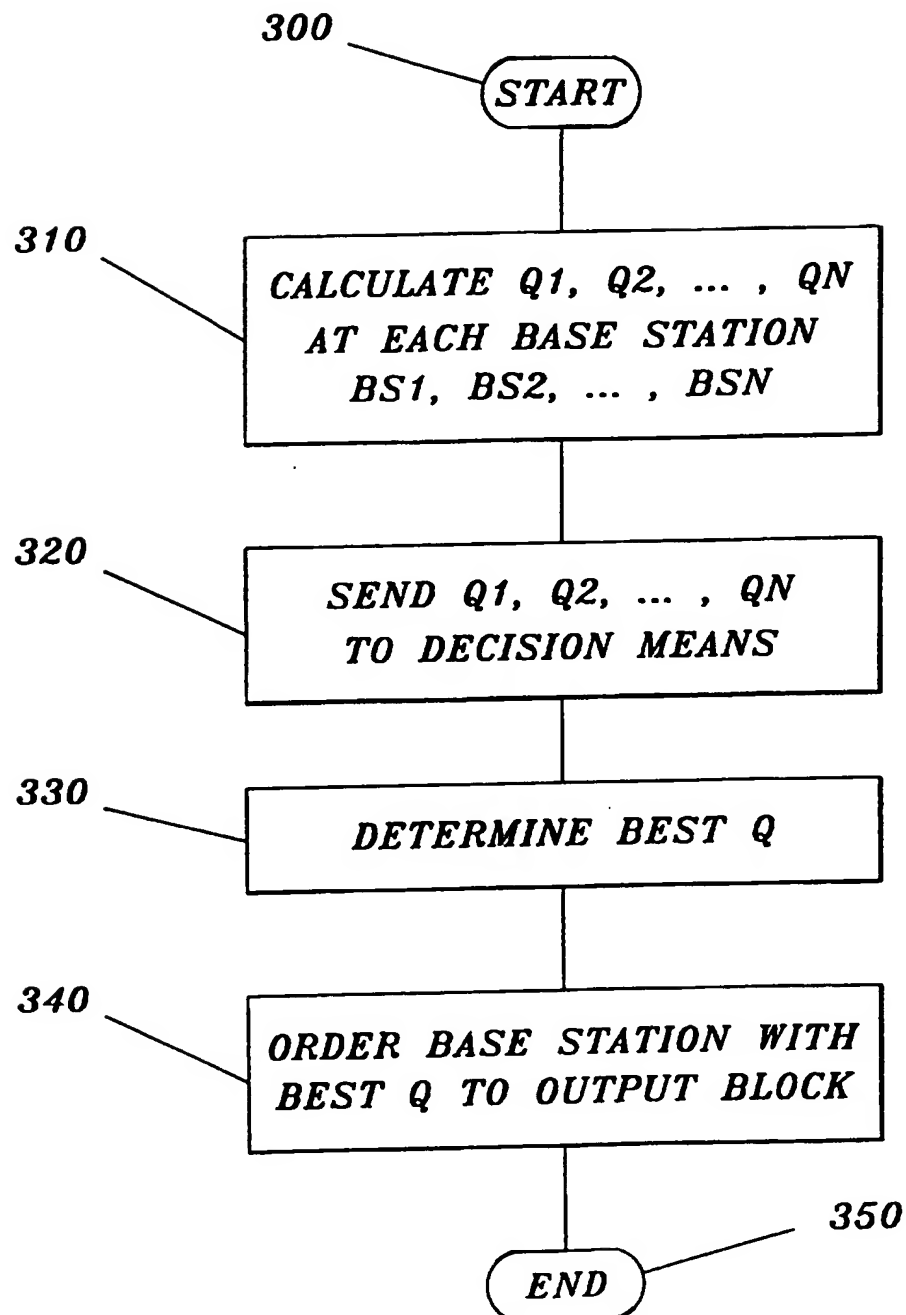 300
START
310
CALCULATE Q1, Q2, ... , QN
AT EACH BASE STATION
BS1, BS2, ... , BSN
320
SEND Q1, Q2, ... , QN
TO DECISION MEANS
330
DETERMINE BEST Q
340
ORDER BASE STATION WITH
BEST Q TO OUTPUT BLOCK
350
END